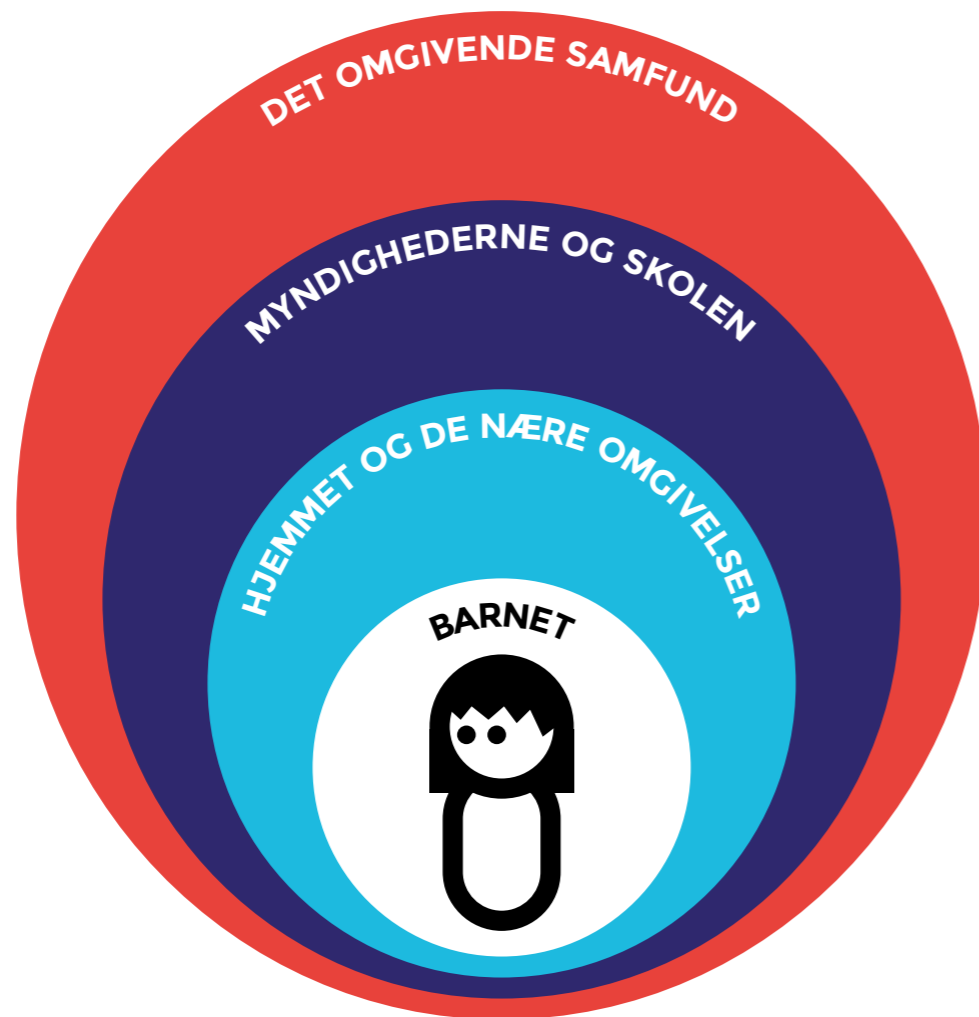 DET OMGIVENDE SAMFUND
MYNDIGHEDERNE OG SKOLEN
HJEMMET OG DE NÆRE OMGIVELSER
BARNET